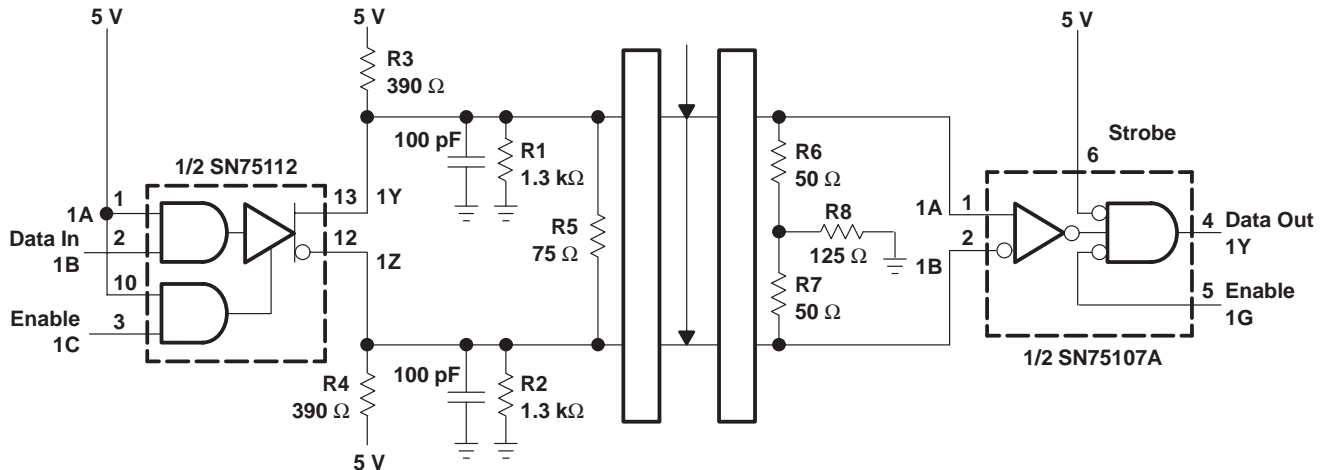 5 V
5 V
5 V
R3
390 Ω
Strobe
6
100 pF
R1
1.3 kΩ
R6
50 Ω
1/2 SN75112
1
13
1Y
1A
2
Data In
1B
12
1Z
10
Enable
3
1C
R5
75 Ω
R8
125 Ω
R7
50 Ω
1A
1
2
1B
4
Data Out
1Y
5
Enable
1G
1/2 SN75107A
R4
390 Ω
100 pF
R2
1.3 kΩ
5 V